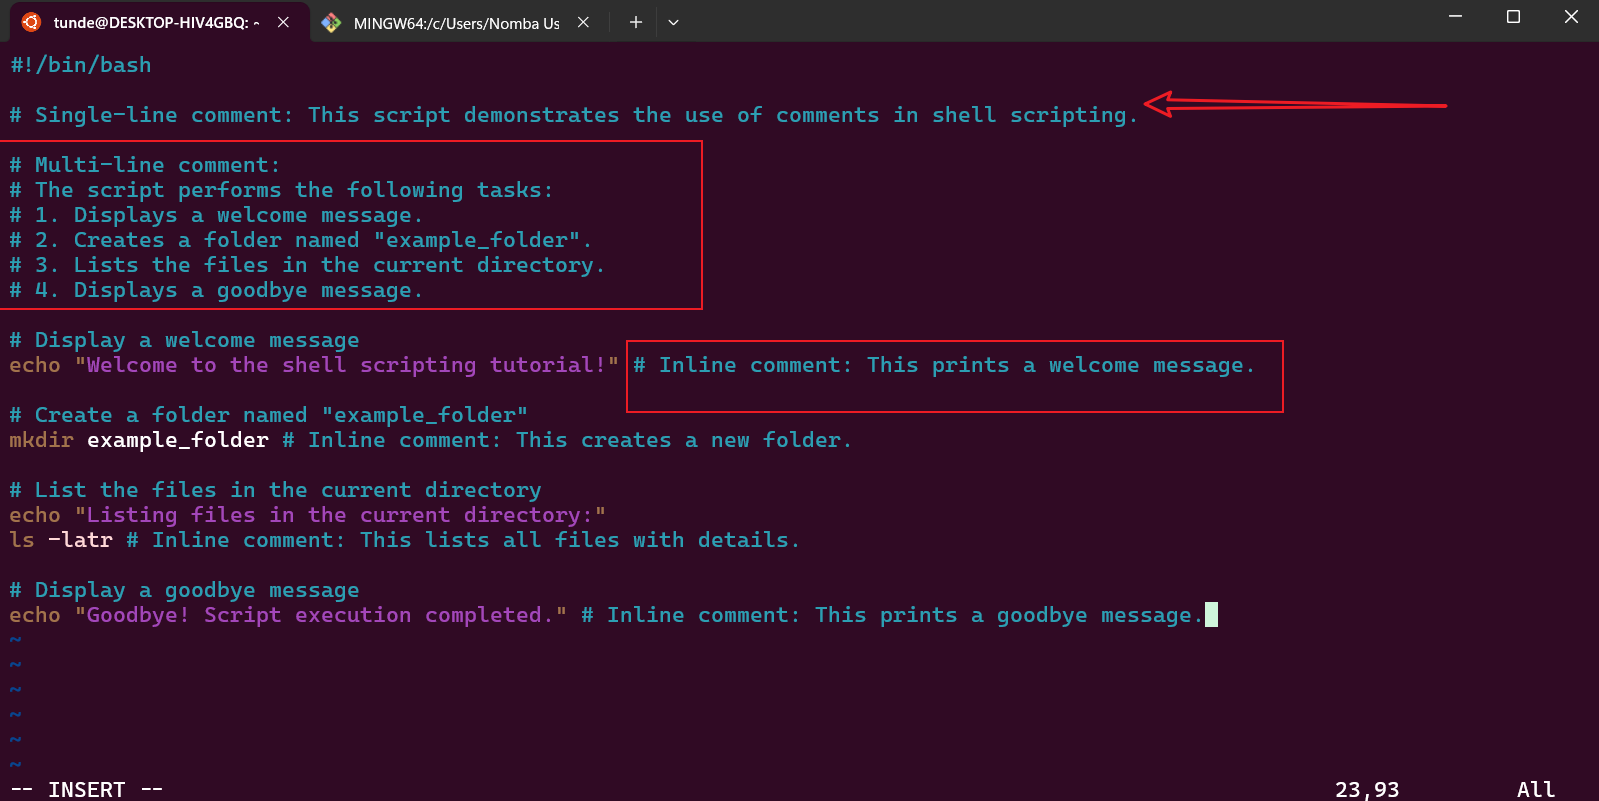 tunde@DESKTOP-HIV4GBQ: ~
MINGW64:/c/Users/Nomba Us
#!/bin/bash
# Single-line comment: This script demonstrates the use of comments in shell scripting.
# Multi-line comment:
# The script performs the following tasks:
# 1. Displays a welcome message.
# 2. Creates a folder named "example_folder".
# 3. Lists the files in the current directory.
# 4. Displays a goodbye message.
# Display a welcome message
echo "Welcome to the shell scripting tutorial!" # Inline comment: This prints a welcome message.
# Create a folder named "example_folder"
mkdir example_folder # Inline comment: This creates a new folder.
# List the files in the current directory
echo "Listing files in the current directory:"
ls -latr # Inline comment: This lists all files with details.
# Display a goodbye message
echo "Goodbye! Script execution completed." # Inline comment: This prints a goodbye message.
~
~
~
~
~
~
-- INSERT -- 23,93 All